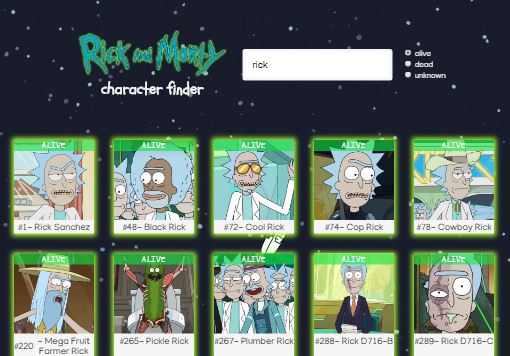 Rick and Morty
character finder
rick
alive
dead
unknown
ALIVE ALIVE ALIVE ALIVE ALIVE
#1- Rick Sanchez #48- Black Rick #72- Cool Rick #74- Cop Rick #78- Cowboy Rick
ALIVE ALIVE ALIVE ALIVE ALIVE
#220 - Mega Fruit Farmer Rick #265- Pickle Rick #267- Plumber Rick #288- Rick D716-B #289- Rick D716-C